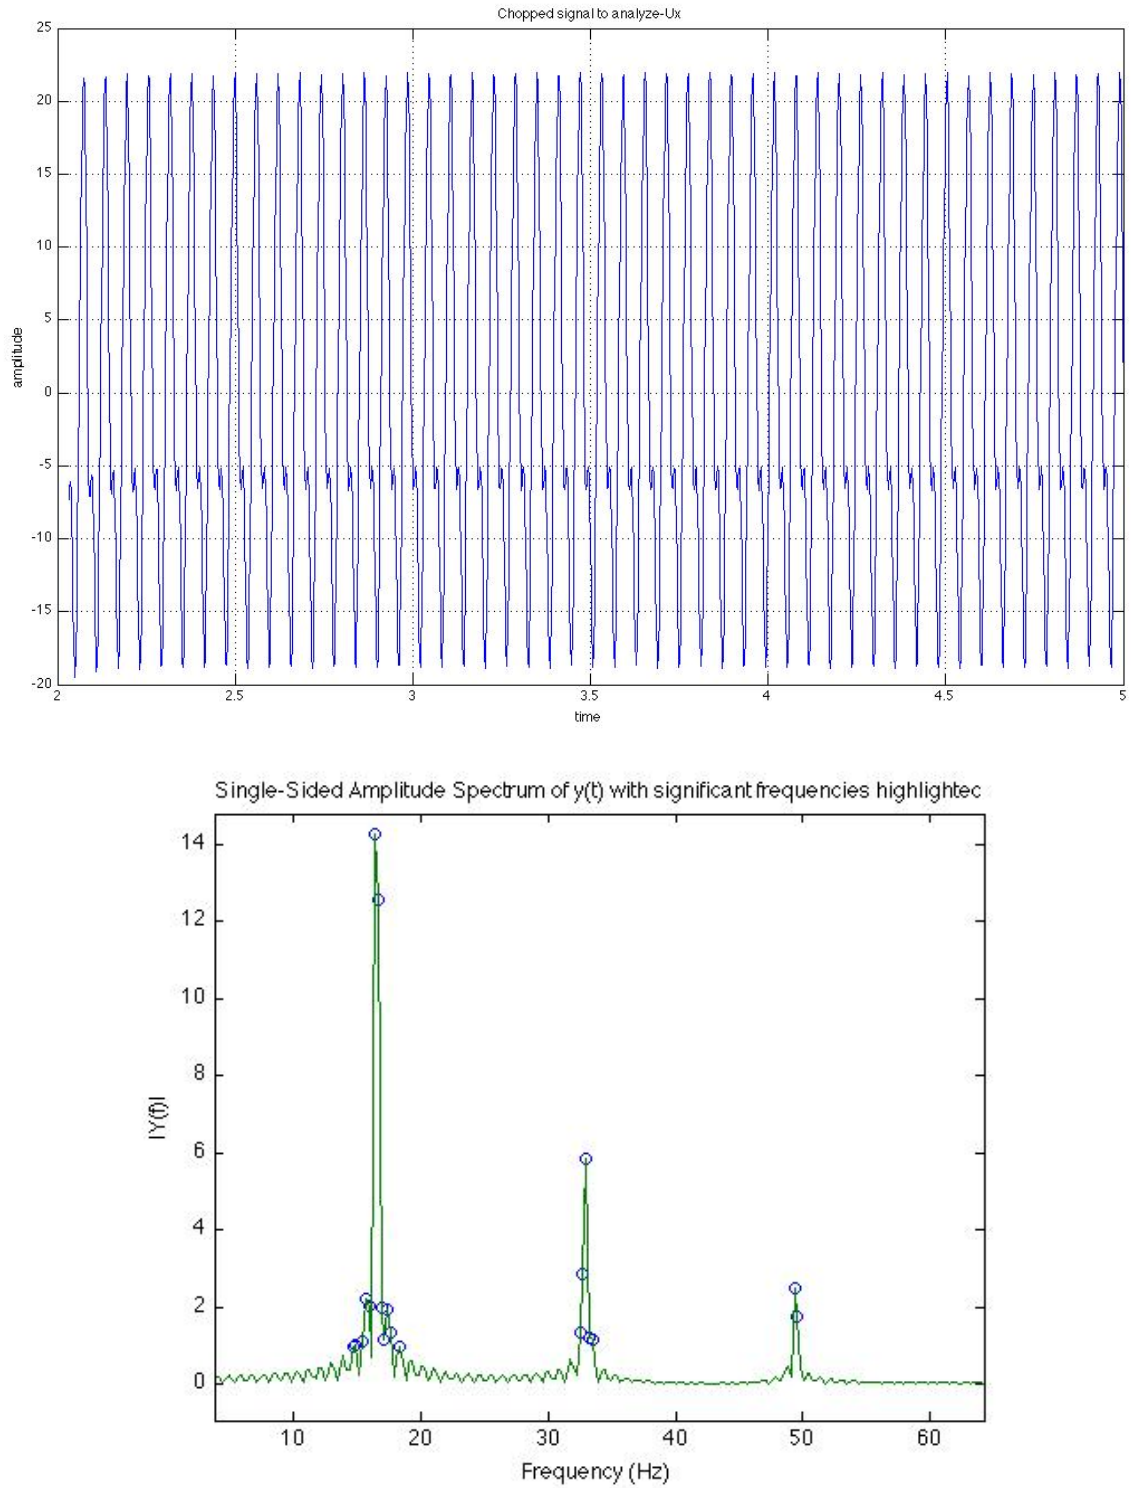 Chopped signal to analyze-Ux
25
20
15
10
5
0
-5
-10
-15
-20
amplitude
2 2.5 3 3.5 4 4.5 5
time
Single-Sided Amplitude Spectrum of y(t) with significant frequencies highlightec
14
12
10
8
6
4
2
0
|Y(f)|
10 20 30 40 50 60
Frequency (Hz)